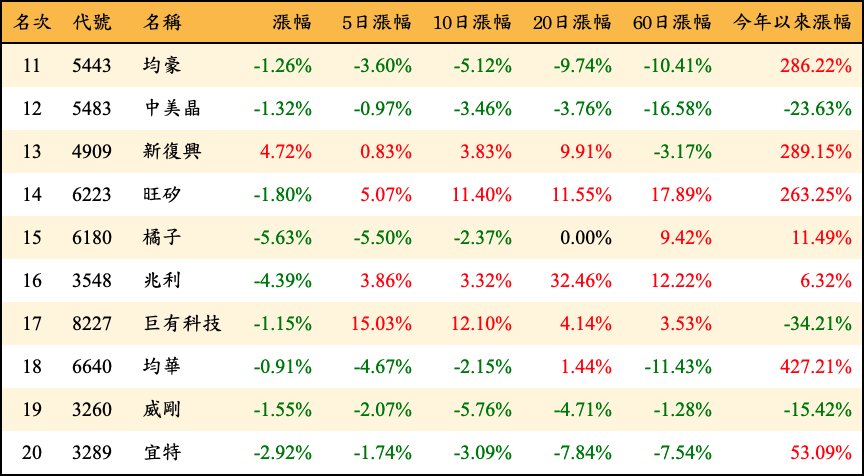 名次 代號 名稱 漲幅 5日漲幅 10日漲幅 20日漲幅 60日漲幅 今年以來漲幅
11 5443 均豪 -1.26% -3.60% -5.12% -9.74% -10.41% 286.22%
12 5483 中美晶 -1.32% -0.97% -3.46% -3.76% -16.58% -23.63%
13 4909 新復興 4.72% 0.83% 3.83% 9.91% -3.17% 289.15%
14 6223 旺矽 -1.80% 5.07% 11.40% 11.55% 17.89% 263.25%
15 6180 橘子 -5.63% -5.50% -2.37% 0.00% 9.42% 11.49%
16 3548 兆利 -4.39% 3.86% 3.32% 32.46% 12.22% 6.32%
17 8227 巨有科技 -1.15% 15.03% 12.10% 4.14% 3.53% -34.21%
18 6640 均華 -0.91% -4.67% -2.15% 1.44% -11.43% 427.21%
19 3260 威剛 -1.55% -2.07% -5.76% -4.71% -1.28% -15.42%
20 3289 宜特 -2.92% -1.74% -3.09% -7.84% -7.54% 53.09%